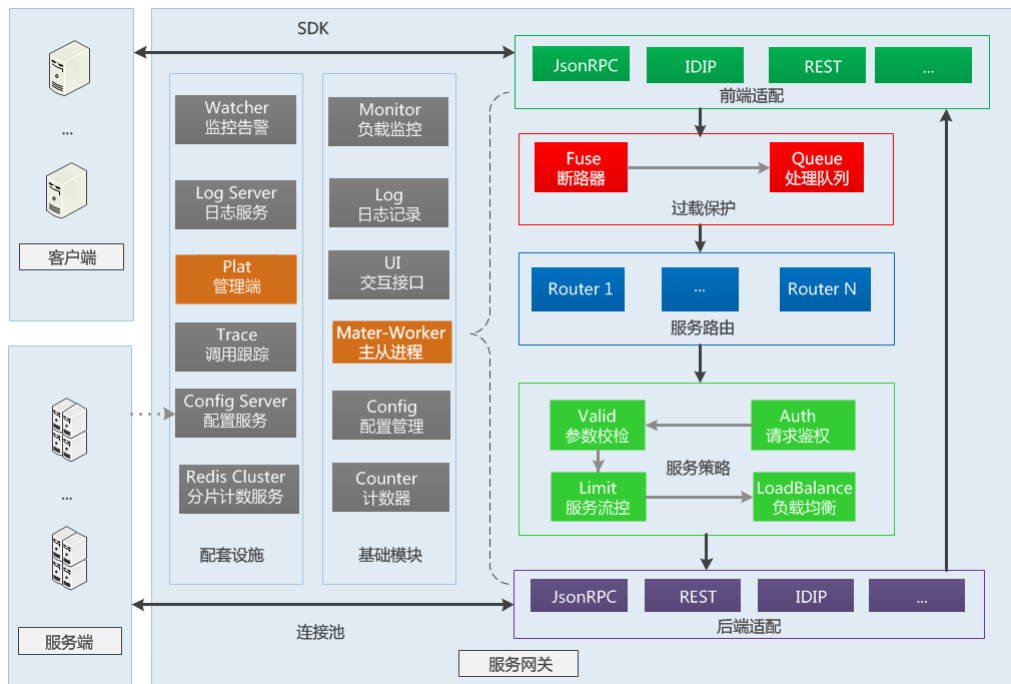 SDK
...
客户端
...
服务端
Watcher
监控告警
Log Server
日志服务
Plat
管理端
Trace
调用跟踪
Config Server
配置服务
Redis Cluster
分片计数服务
配套设施
Monitor
负载监控
Log
日志记录
UI
交互接口
Mater-Worker
主从进程
Config
配置管理
Counter
计数器
基础模块
JsonRPC
IDIP
REST
...
前端适配
Fuse
断路器
Queue
处理队列
过载保护
Router 1
...
Router N
服务路由
Valid
参数校检
Auth
请求鉴权
服务策略
Limit
服务流控
LoadBalance
负载均衡
JsonRPC
REST
IDIP
...
后端适配
连接池
服务网关